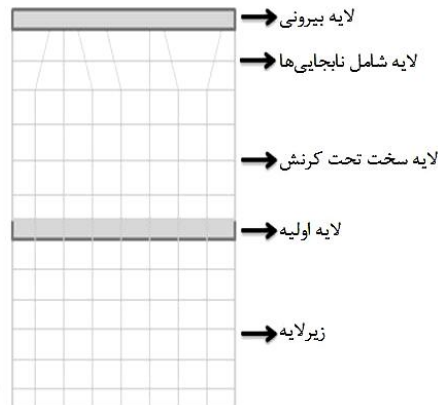 لایه بیرونی
لایه شامل نابجایی‌ها
لایه سخت تحت کرنش
لایه اولیه
زیرلایه